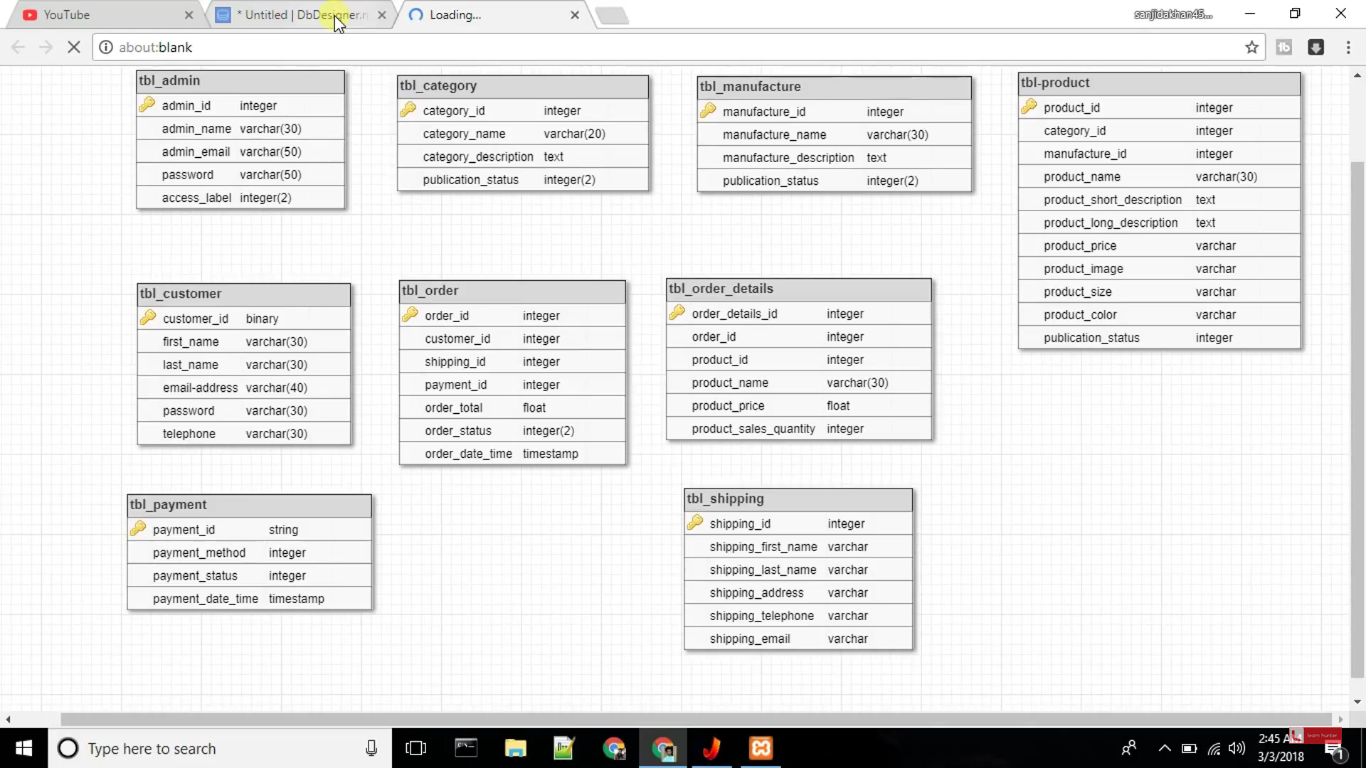 YouTube
* Untitled | DbDesigner.n
Loading...
sanjidakhan45...
about:blank
tbl_admin
admin_id integer
admin_name varchar(30)
admin_email varchar(50)
password varchar(50)
access_label integer(2)
tbl_category
category_id integer
category_name varchar(20)
category_description text
publication_status integer(2)
tbl_manufacture
manufacture_id integer
manufacture_name varchar(30)
manufacture_description text
publication_status integer(2)
tbl-product
product_id integer
category_id integer
manufacture_id integer
product_name varchar(30)
product_short_description text
product_long_description text
product_price varchar
product_image varchar
product_size varchar
product_color varchar
publication_status integer
tbl_customer
customer_id binary
first_name varchar(30)
last_name varchar(30)
email-address varchar(40)
password varchar(30)
telephone varchar(30)
tbl_order
order_id integer
customer_id integer
shipping_id integer
payment_id integer
order_total float
order_status integer(2)
order_date_time timestamp
tbl_order_details
order_details_id integer
order_id integer
product_id integer
product_name varchar(30)
product_price float
product_sales_quantity integer
tbl_payment
payment_id string
payment_method integer
payment_status integer
payment_date_time timestamp
tbl_shipping
shipping_id integer
shipping_first_name varchar
shipping_last_name varchar
shipping_address varchar
shipping_telephone varchar
shipping_email varchar
Type here to search
2:45
3/3/2018
learn hunter
1